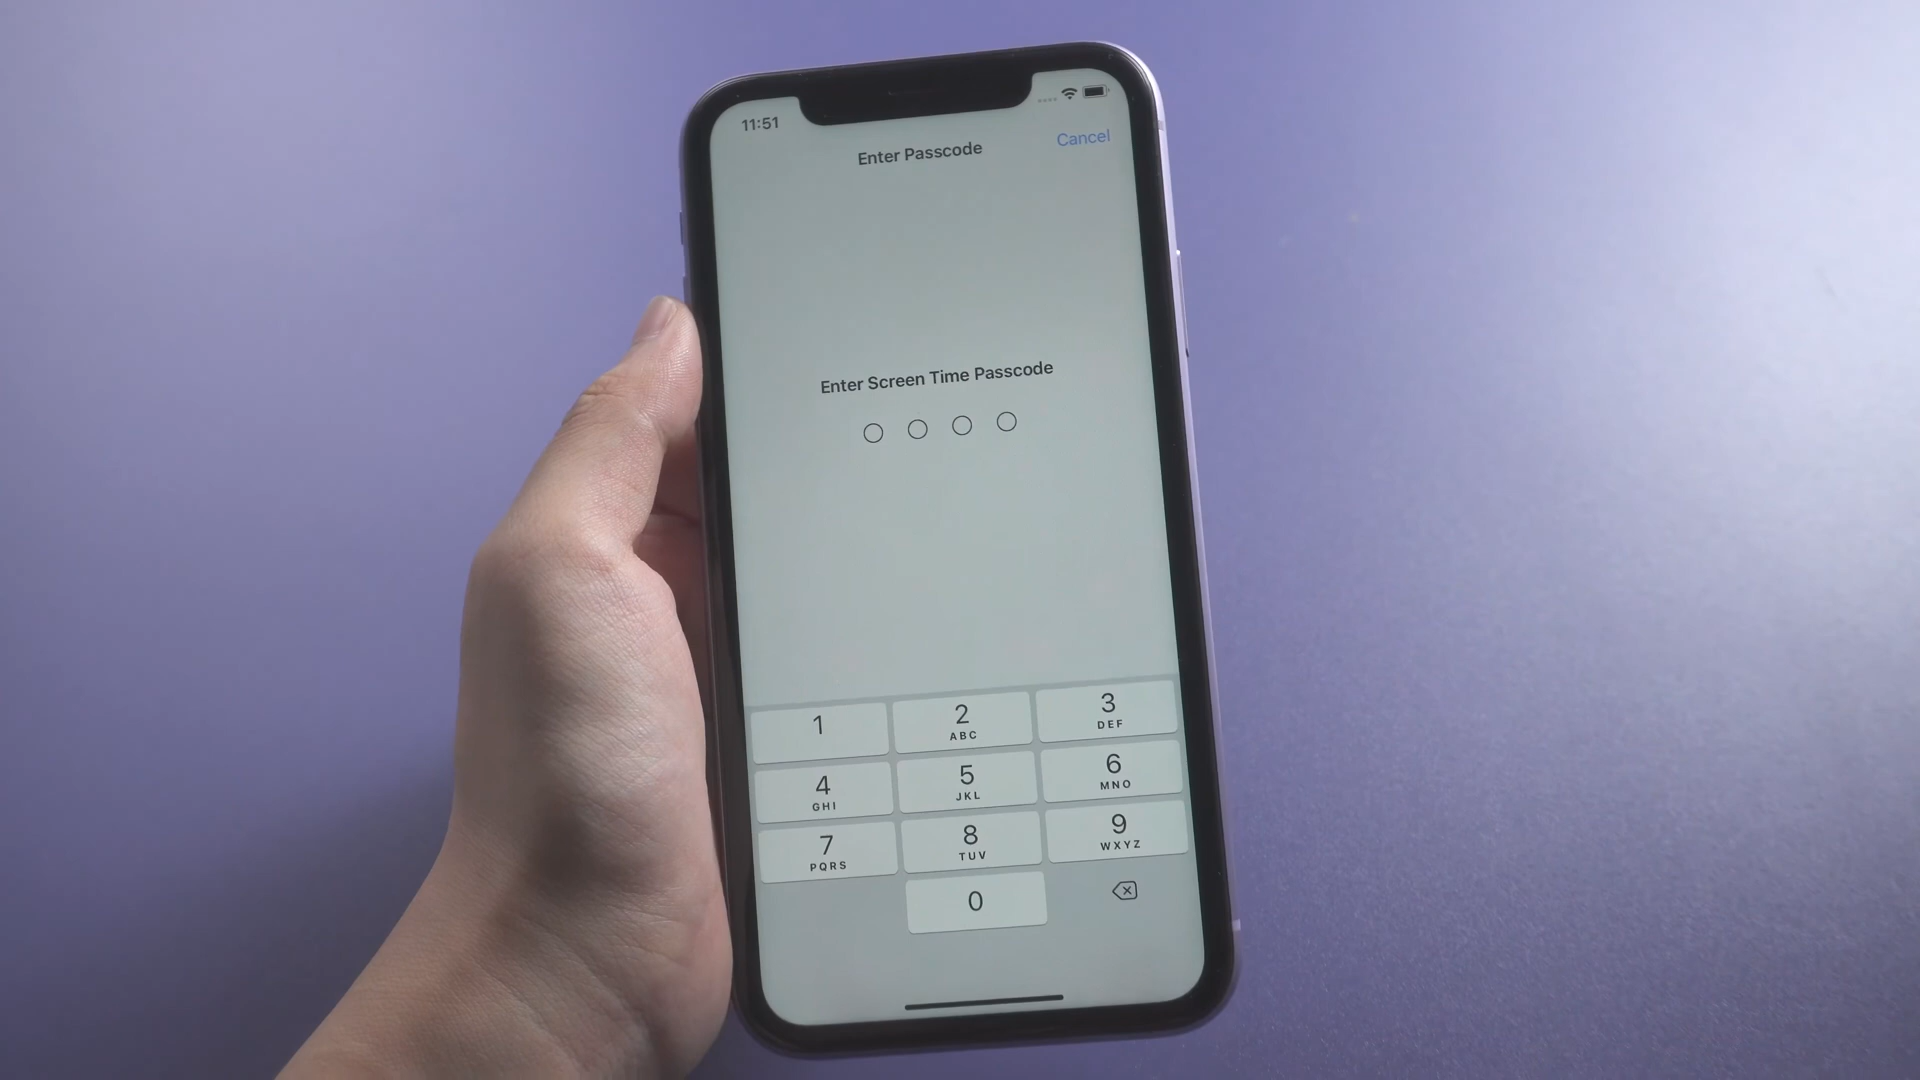 11:51
Enter Passcode
Cancel
Enter Screen Time Passcode
1
2
ABC
3
DEF
4
GHI
5
JKL
6
MNO
7
PQRS
8
TUV
9
WXYZ
0